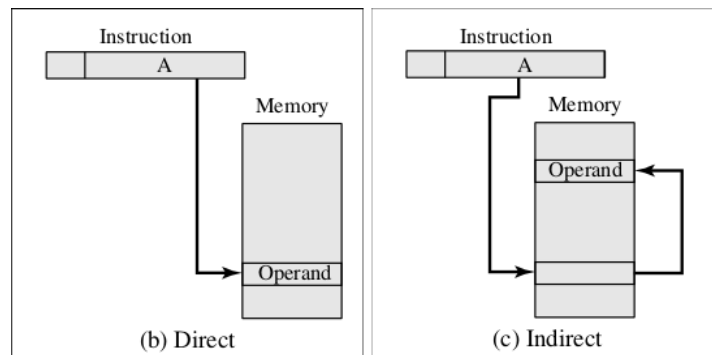 Instruction
A
Memory
Operand
(b) Direct
Instruction
A
Memory
Operand
(c) Indirect